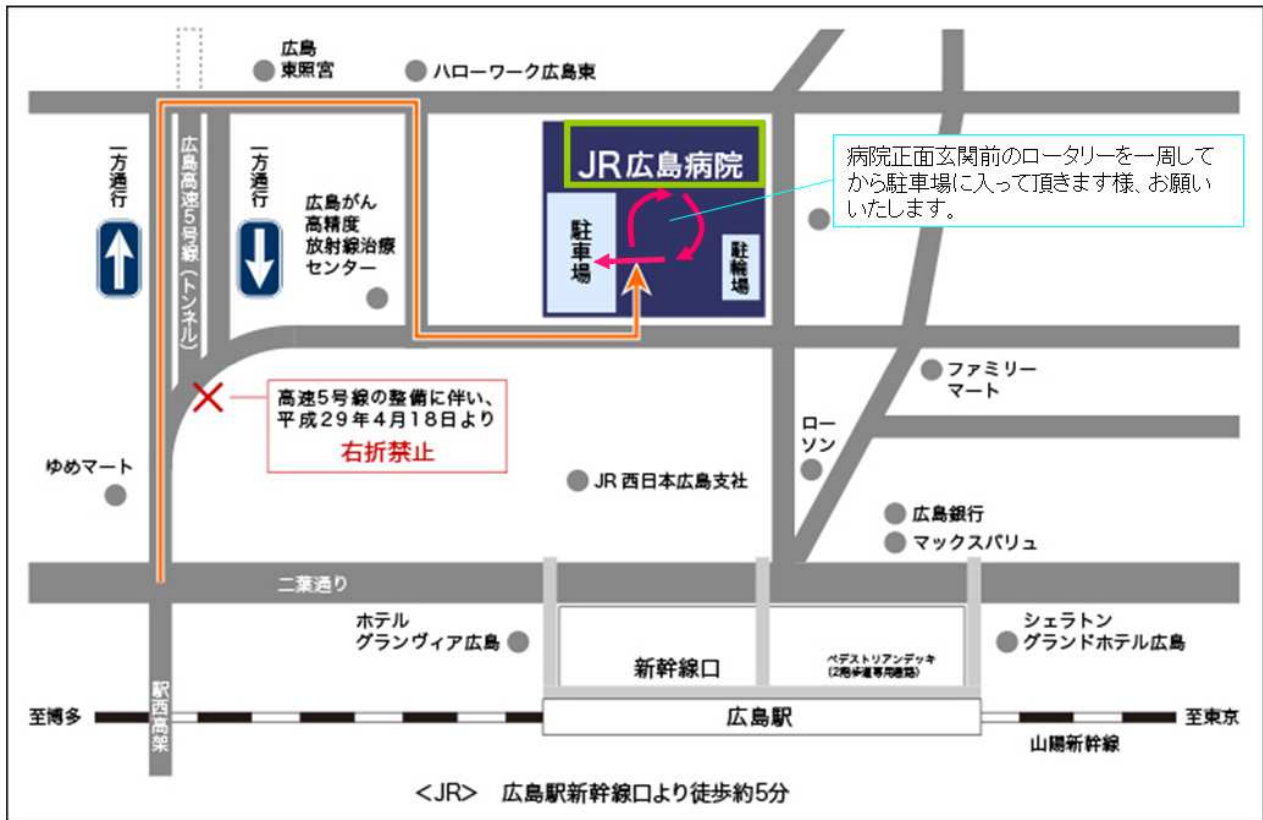 広島
東照宮
ハローワーク広島東
一方通行
広島高速5号線(トンネル)
一方通行
広島がん
高精度
放射線治療
センター
JR広島病院
駐車場
駐輪場
病院正面玄関前のロータリーを一周して
から駐車場に入って頂きます様、お願い
いたします。
高速5号線の整備に伴い、
平成29年4月18日より
右折禁止
ゆめマート
JR西日本広島支社
ローソン
ファミリー
マート
広島銀行
マックスバリュ
二葉通り
ホテル
グランヴィア広島
新幹線口
ペデストリアンデッキ
(2階歩道専用通路)
シェラトン
グランドホテル広島
至博多
駅西高架
広島駅
至東京
山陽新幹線
<JR> 広島駅新幹線口より徒歩約5分